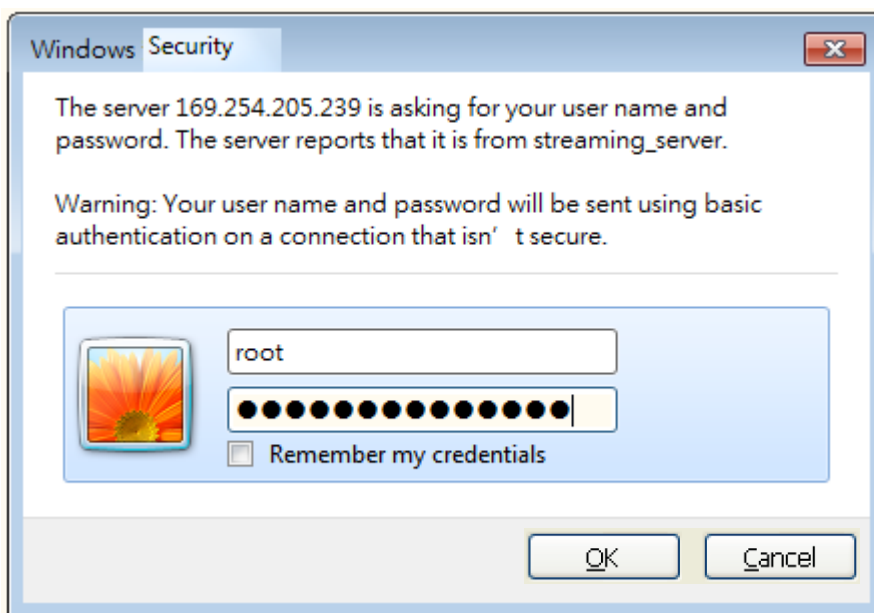 Windows Security
The server 169.254.205.239 is asking for your user name and
password. The server reports that it is from streaming_server.
Warning: Your user name and password will be sent using basic
authentication on a connection that isn’ t secure.
root
●●●●●●●●●●●●●●
Remember my credentials
OK
Cancel